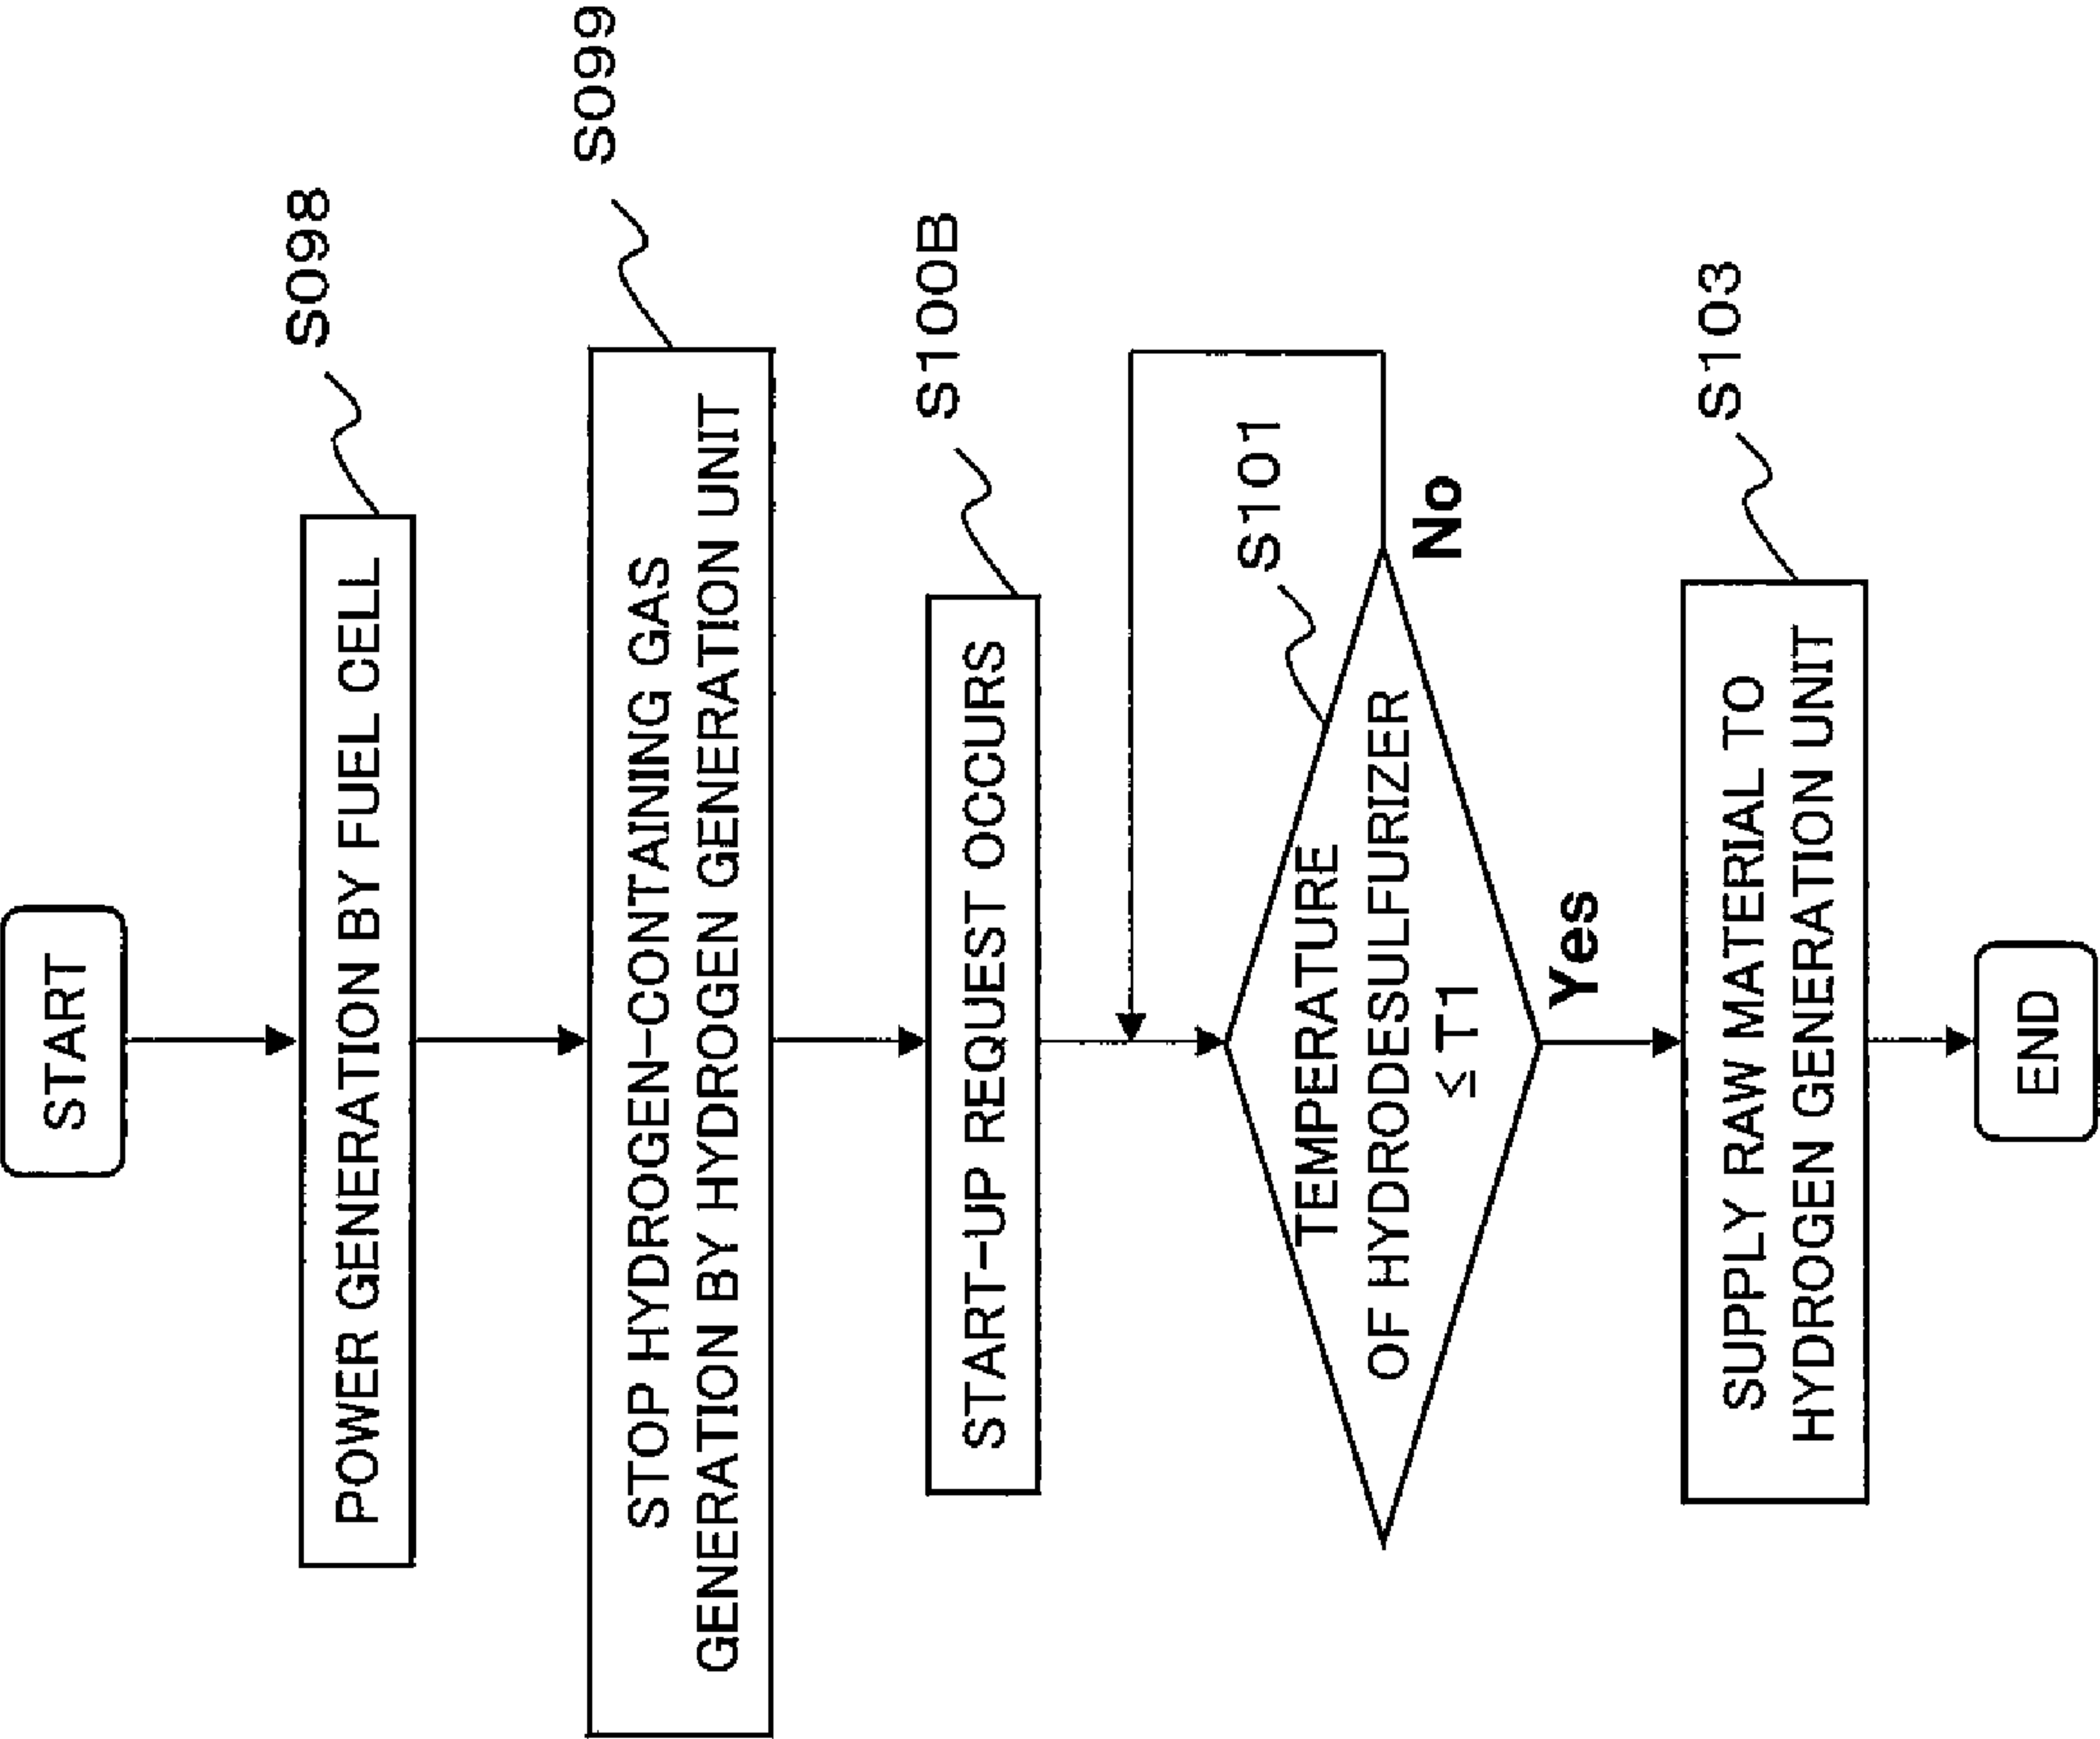 START
S098
POWER GENERATION BY FUEL CELL
S099
STOP HYDROGEN-CONTAINING GAS
GENERATION BY HYDROGEN GENERATION UNIT
S100B
START-UP REQUEST OCCURS
S101
TEMPERATURE
OF HYDRODESULFURIZER
≤ T1
No
Yes
S103
SUPPLY RAW MATERIAL TO
HYDROGEN GENERATION UNIT
END